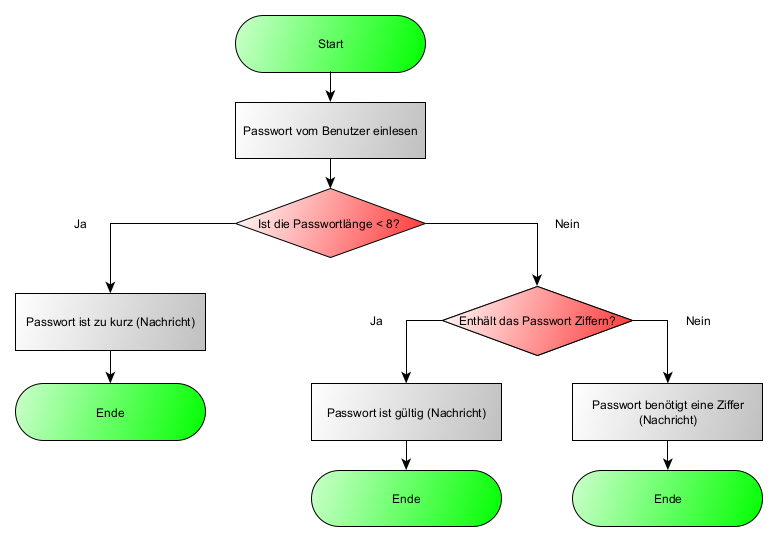 Start
Passwort vom Benutzer einlesen
Ja
Ist die Passwortlänge < 8?
Nein
Passwort ist zu kurz (Nachricht)
Ja
Enthält das Passwort Ziffern?
Nein
Ende
Passwort ist gültig (Nachricht)
Passwort benötigt eine Ziffer
(Nachricht)
Ende
Ende